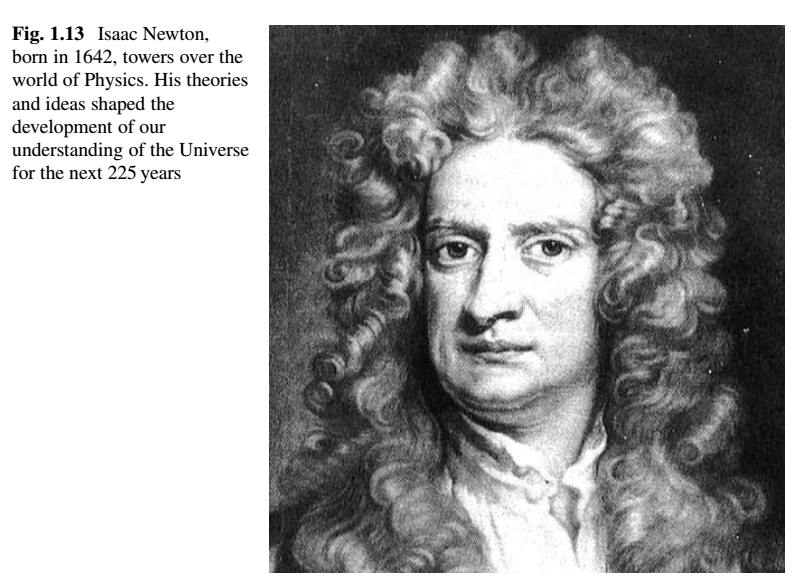 Fig. 1.13 Isaac Newton,
born in 1642, towers over the
world of Physics. His theories
and ideas shaped the
development of our
understanding of the Universe
for the next 225 years